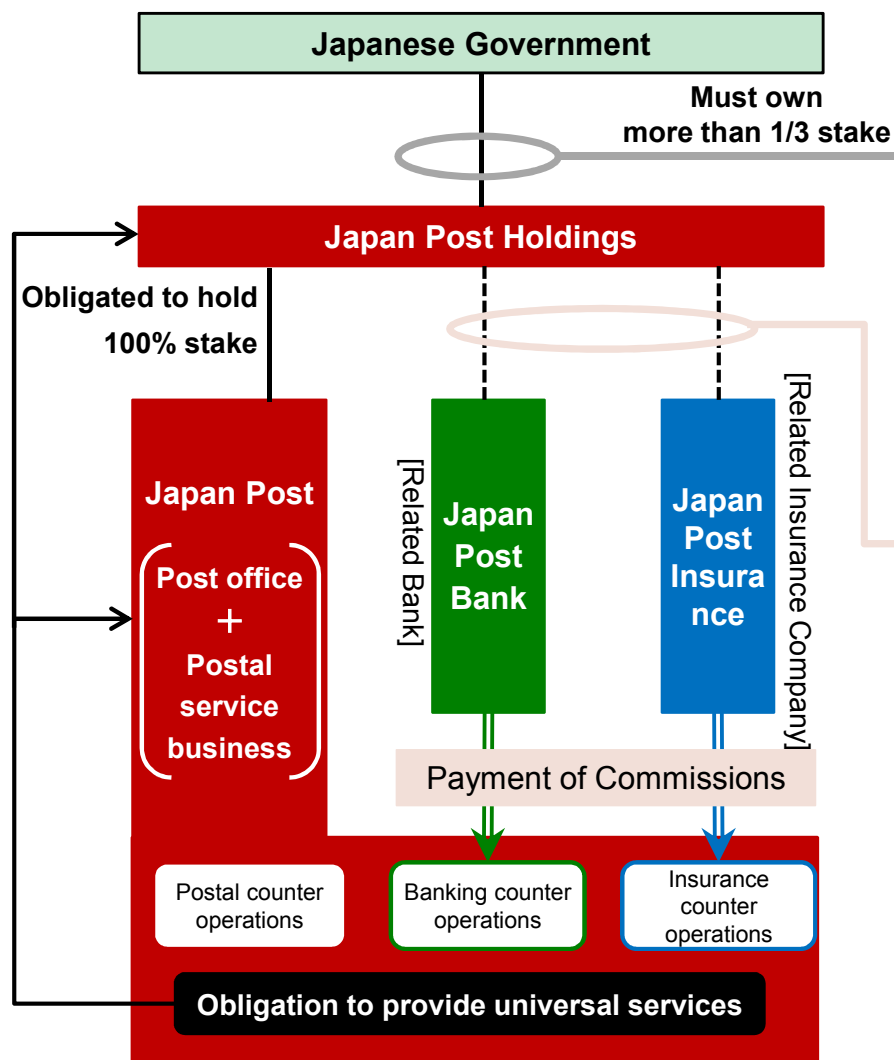 Japanese Government
Must own
more than 1/3 stake
Japan Post Holdings
Obligated to hold
100% stake
Japan Post
Post office
+
Postal
service
business
[Related Bank]
Japan
Post
Bank
Japan
Post
Insura
nce
[Related Insurance Company]
Payment of Commissions
Postal counter
operations
Banking counter
operations
Insurance
counter
operations
Obligation to provide universal services